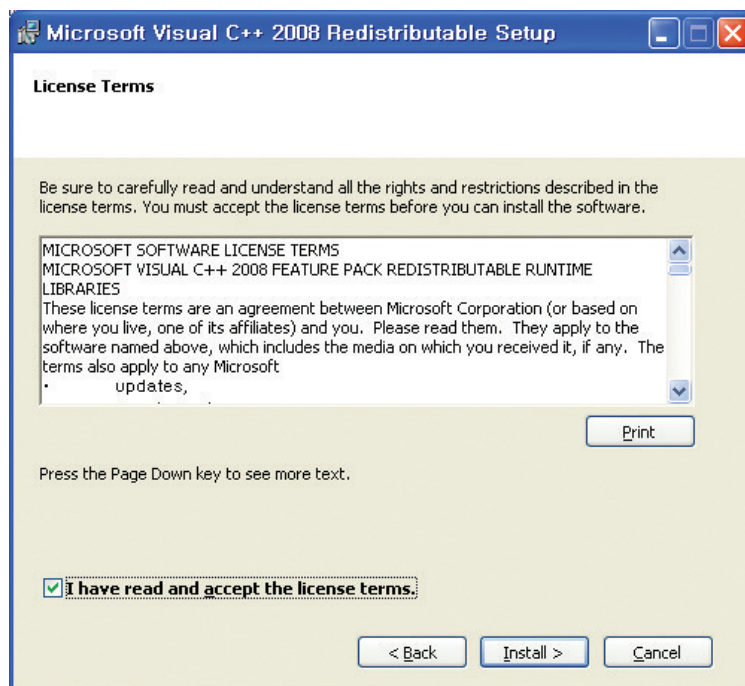 Microsoft Visual C++ 2008 Redistributable Setup
License Terms
Be sure to carefully read and understand all the rights and restrictions described in the
license terms. You must accept the license terms before you can install the software.
MICROSOFT SOFTWARE LICENSE TERMS
MICROSOFT VISUAL C++ 2008 FEATURE PACK REDISTRIBUTABLE RUNTIME
LIBRARIES
These license terms are an agreement between Microsoft Corporation (or based on
where you live, one of its affiliates) and you.  Please read them.  They apply to the
software named above, which includes the media on which you received it, if any.  The
terms also apply to any Microsoft
· updates,
Print
Press the Page Down key to see more text.
I have read and accept the license terms.
< Back
Install >
Cancel